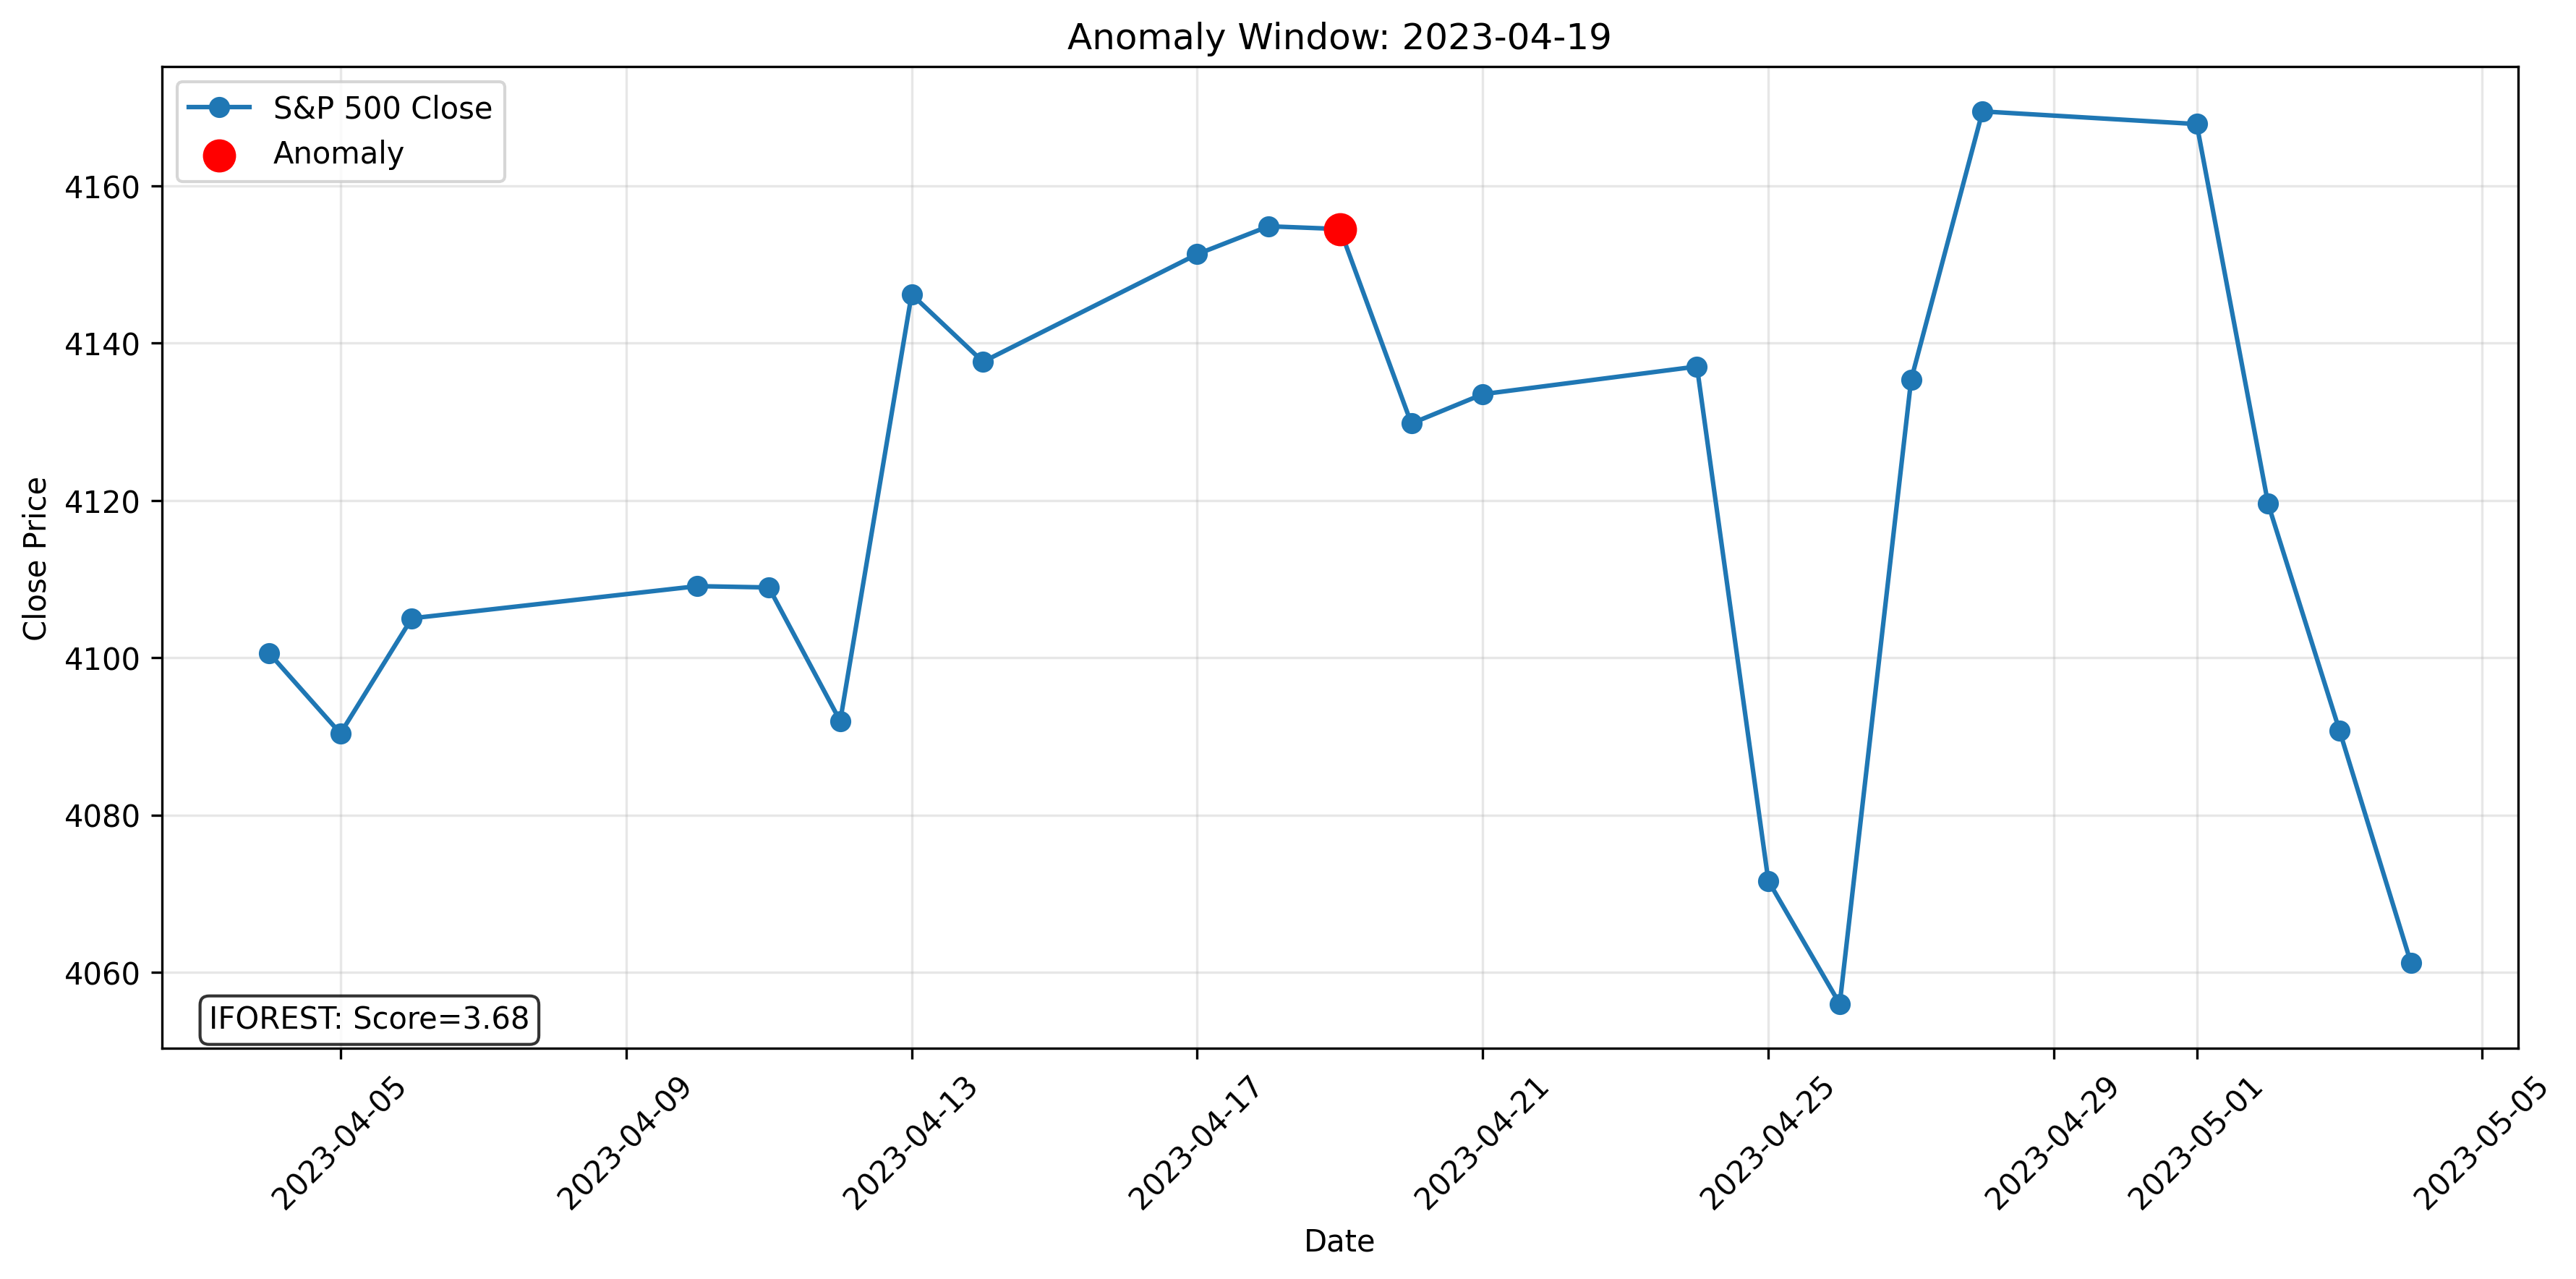 Anomaly Window: 2023-04-19
S&P 500 Close
Anomaly
4160
4140
4120
4100
4080
4060
Close Price
IFOREST: Score=3.68
2023-04-05
2023-04-09
2023-04-13
2023-04-17
2023-04-21
2023-04-25
2023-04-29
2023-05-01
2023-05-05
Date